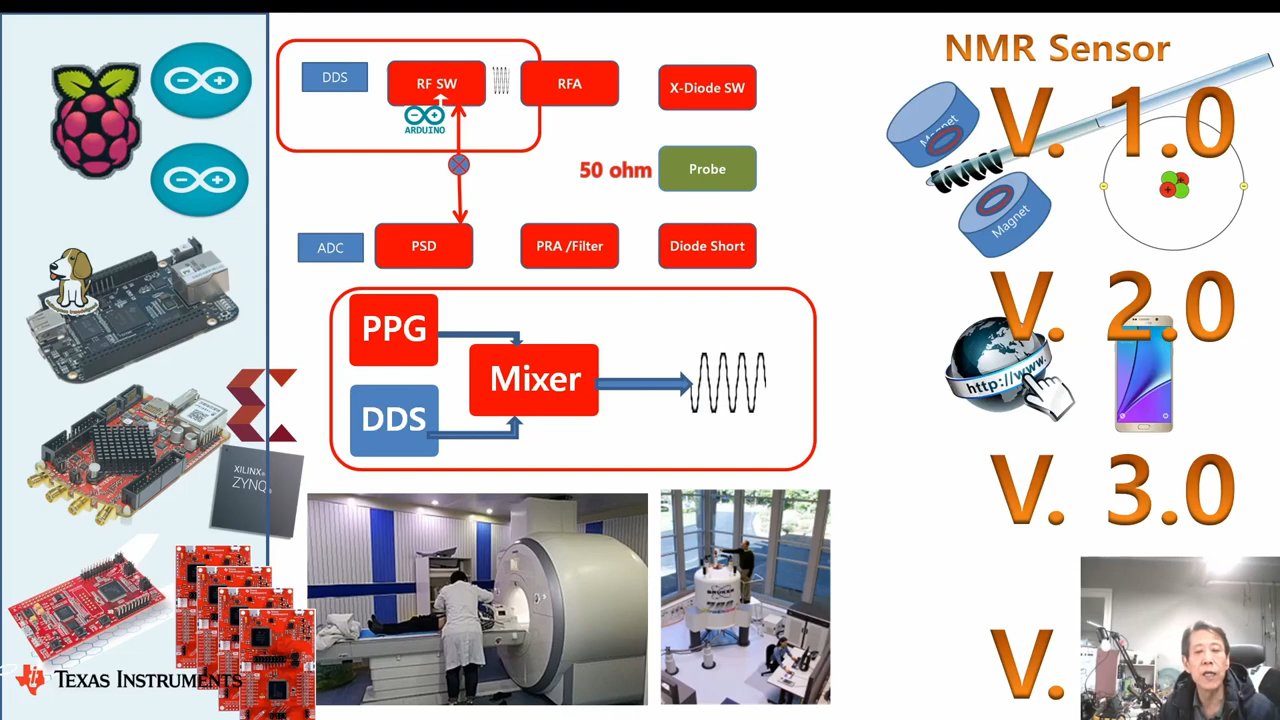 NMR Sensor
DDS
RF SW
RFA
X-Diode SW
ARDUINO
50 ohm
Probe
ADC
PSD
PRA /Filter
Diode Short
PPG
DDS
Mixer
Magnet
Magnet
V. 1.0
V. 2.0
http://www.
V. 3.0
V.
XILINX
ZYNQ
BRUKER
TEXAS INSTRUMENTS